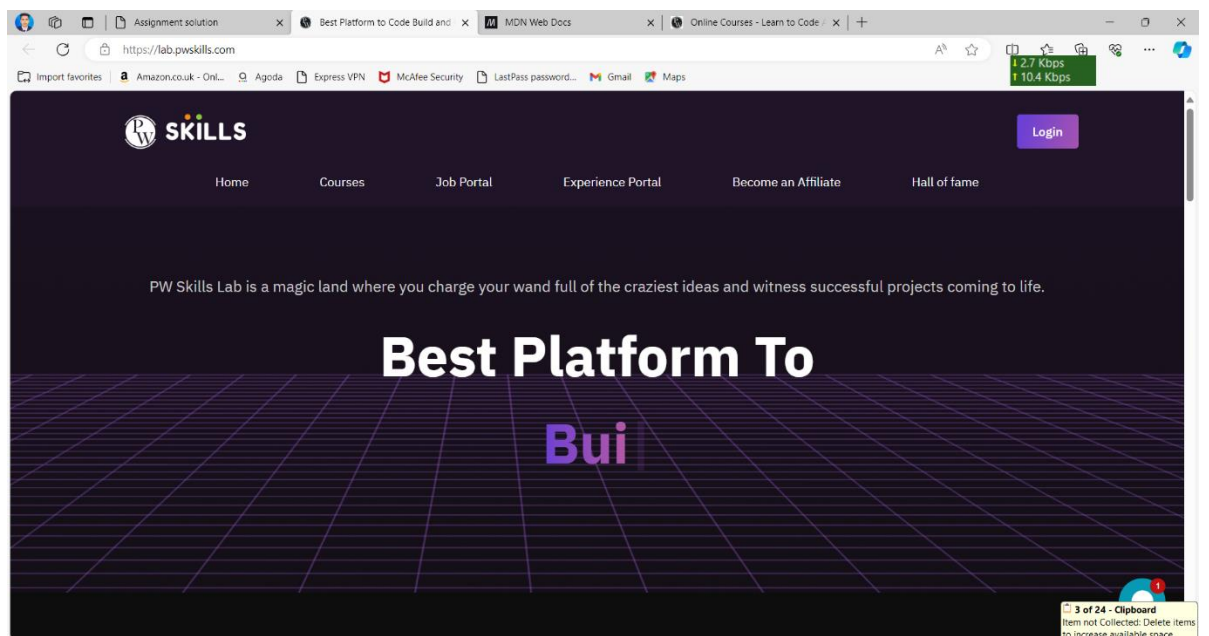 Assignment solution
Best Platform to Code Build and
MDN Web Docs
Online Courses - Learn to Code
https://lab.pwskills.com
Import favorites
Amazon.co.uk - Onl...
Agoda
Express VPN
McAfee Security
LastPass password...
Gmail
Maps
2.7 Kbps
10.4 Kbps
PW SKILLS
Login
Home
Courses
Job Portal
Experience Portal
Become an Affiliate
Hall of fame
PW Skills Lab is a magic land where you charge your wand full of the craziest ideas and witness successful projects coming to life.
Best Platform To
Bui
1
3 of 24 - Clipboard
Item not Collected: Delete items
to increase available space